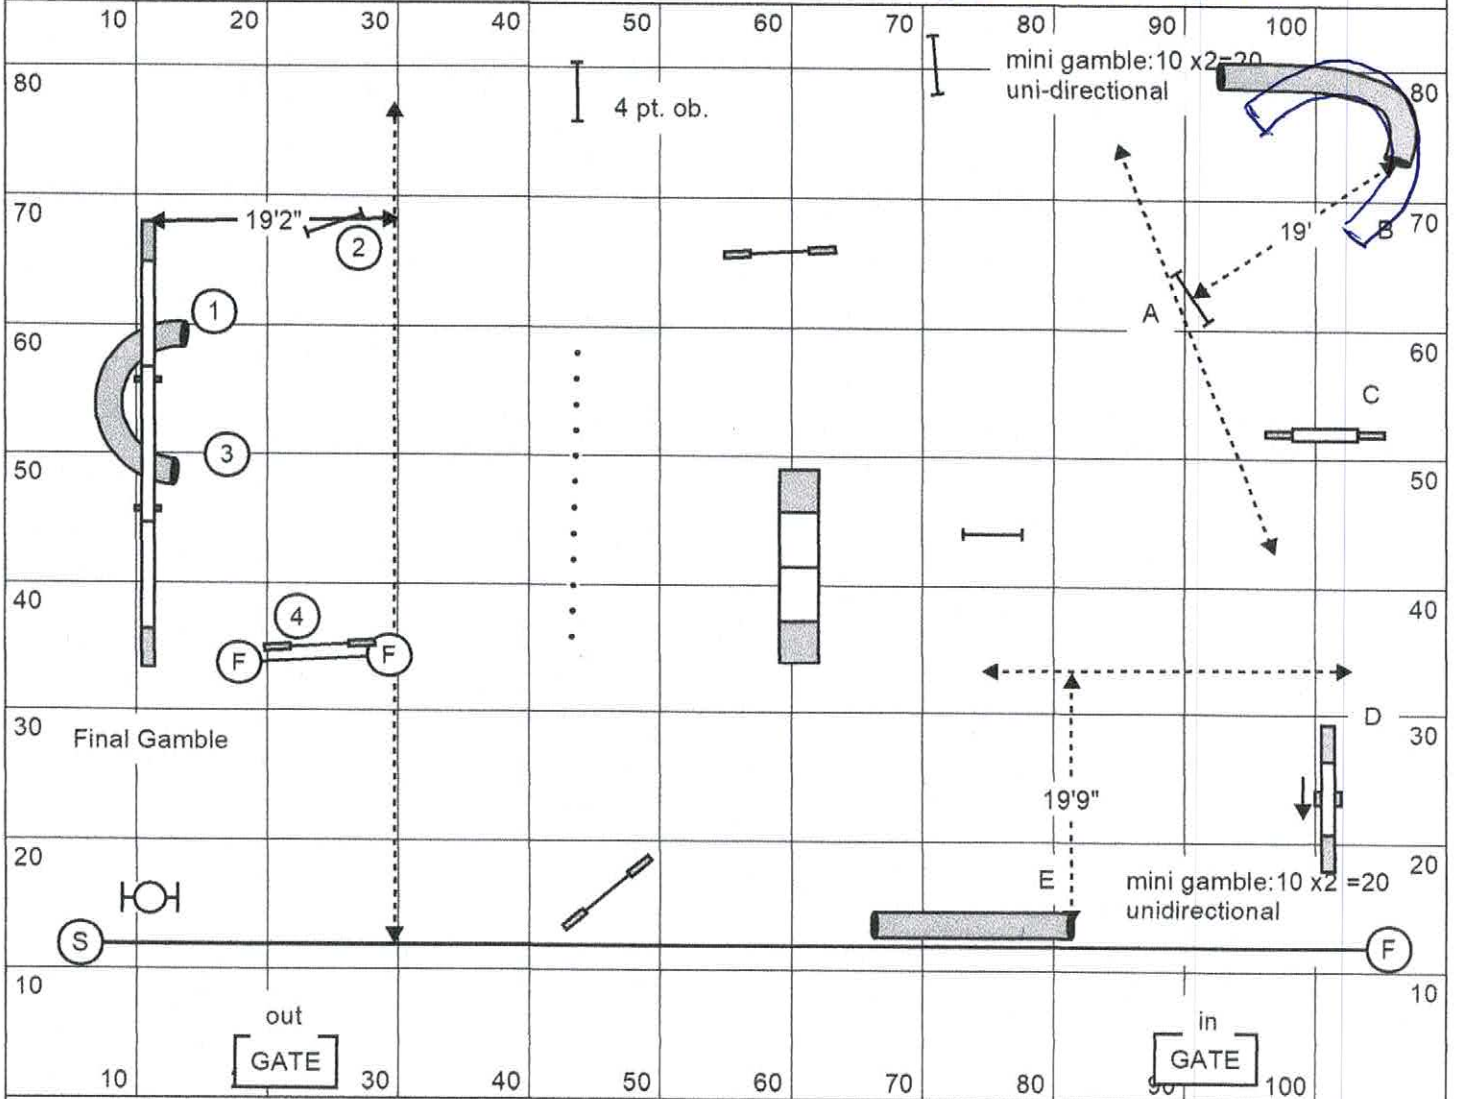 10 20 30 40 50 60 70 80 90 100
mini gamble:10 x2=20
uni-directional
80 80
4 pt. ob.
70 70
19'2"
2
19'
B
1
A
60 60
C
3
50 50
4
40 40
F F
D
30 30
Final Gamble
19'9"
20 20
E
mini gamble:10 x2 =20
unidirectional
S F
10 10
out in
GATE GATE
10 20 30 40 50 60 70 80 90 100